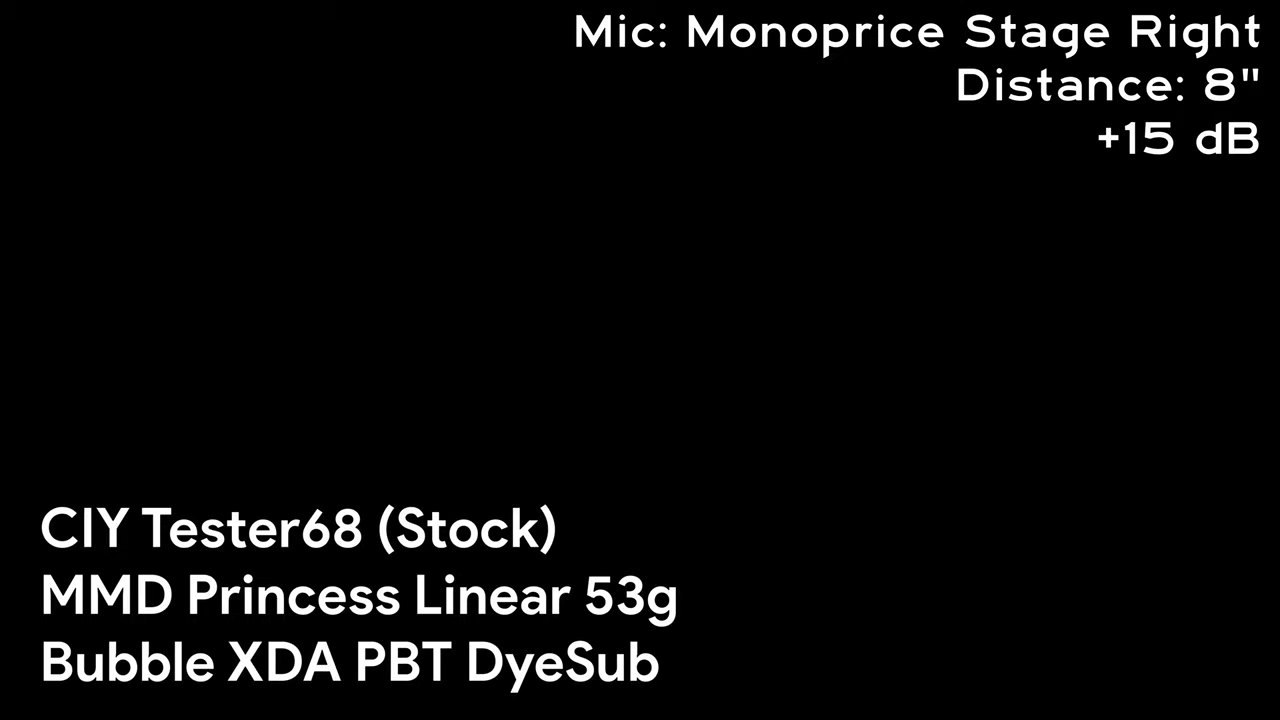 Mic: Monoprice Stage Right
Distance: 8"
+15 dB
CIY Tester68 (Stock)
MMD Princess Linear 53g
Bubble XDA PBT DyeSub